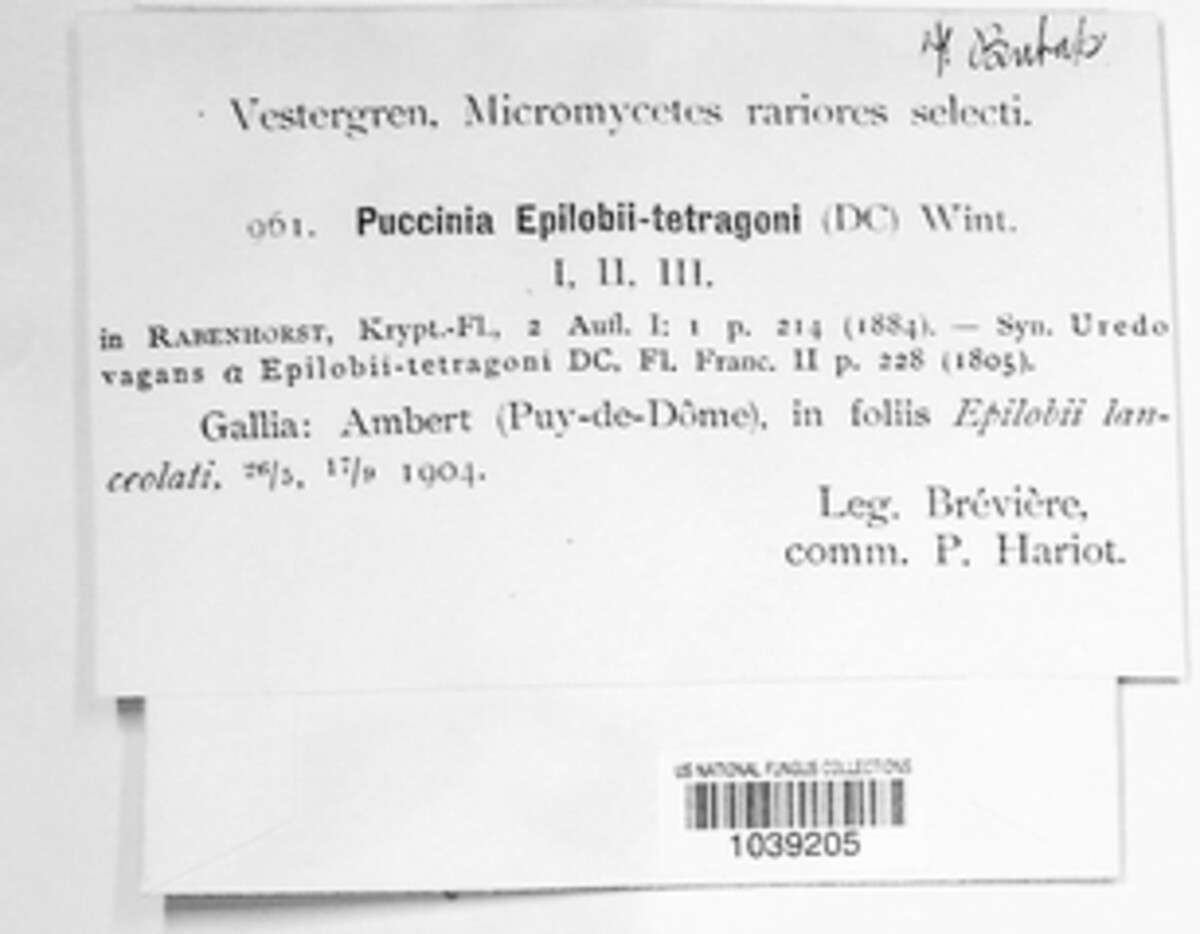 Vestergren, Micromycetes rariores selecti.
961. Puccinia Epilobii-tetragoni (DC) Wint.
I, II, III.
in RABENHORST, Krypt.-Fl., 2 Aufl. I: 1 p. 214 (1884). — Syn. Uredo
vagans α Epilobii-tetragoni DC. Fl. Franc. II p. 228 (1805).
Gallia: Ambert (Puy-de-Dôme), in foliis Epilobii lan-
ceolati, 26/5, 17/9 1904.
Leg. Brévière,
comm. P. Hariot.
US NATIONAL FUNGUS COLLECTIONS
1039205